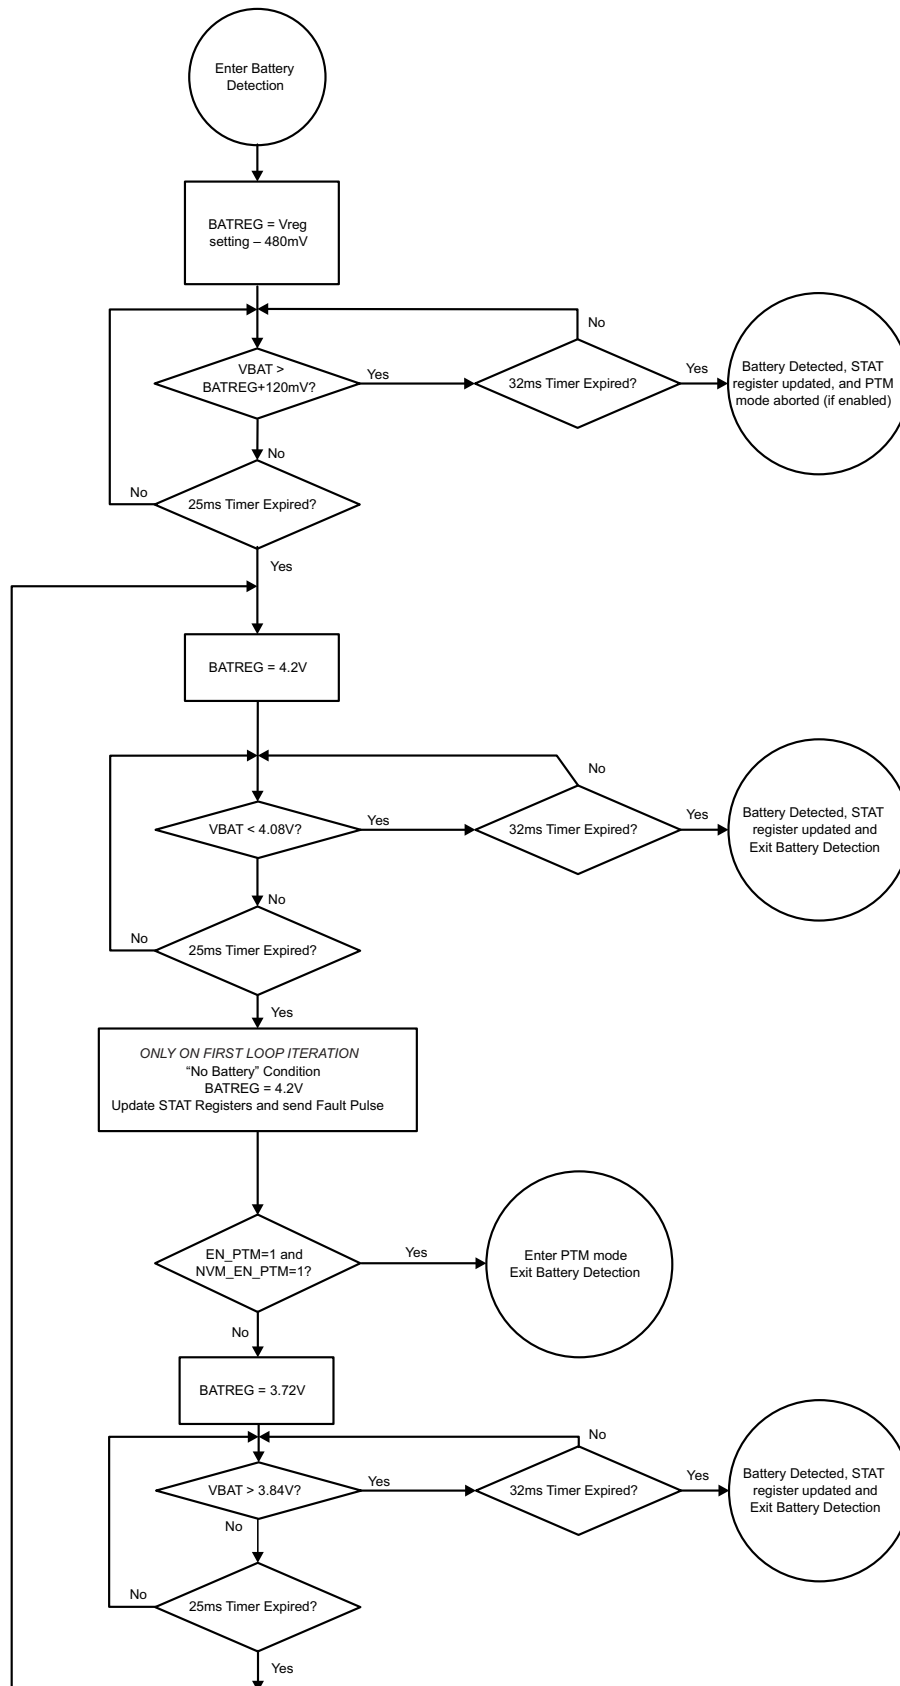 Enter Battery
Detection
BATREG = Vreg
setting – 480mV
No
VBAT >
BATREG+120mV?
Yes
32ms Timer Expired?
Yes
Battery Detected, STAT
register updated, and PTM
mode aborted (if enabled)
No
No
25ms Timer Expired?
Yes
BATREG = 4.2V
No
VBAT < 4.08V?
Yes
32ms Timer Expired?
Yes
Battery Detected, STAT
register updated and
Exit Battery Detection
No
No
25ms Timer Expired?
Yes
ONLY ON FIRST LOOP ITERATION
“No Battery” Condition
BATREG = 4.2V
Update STAT Registers and send Fault Pulse
EN_PTM=1 and
NVM_EN_PTM=1?
Yes
Enter PTM mode
Exit Battery Detection
No
BATREG = 3.72V
No
VBAT > 3.84V?
Yes
32ms Timer Expired?
Yes
Battery Detected, STAT
register updated and
Exit Battery Detection
No
No
25ms Timer Expired?
Yes